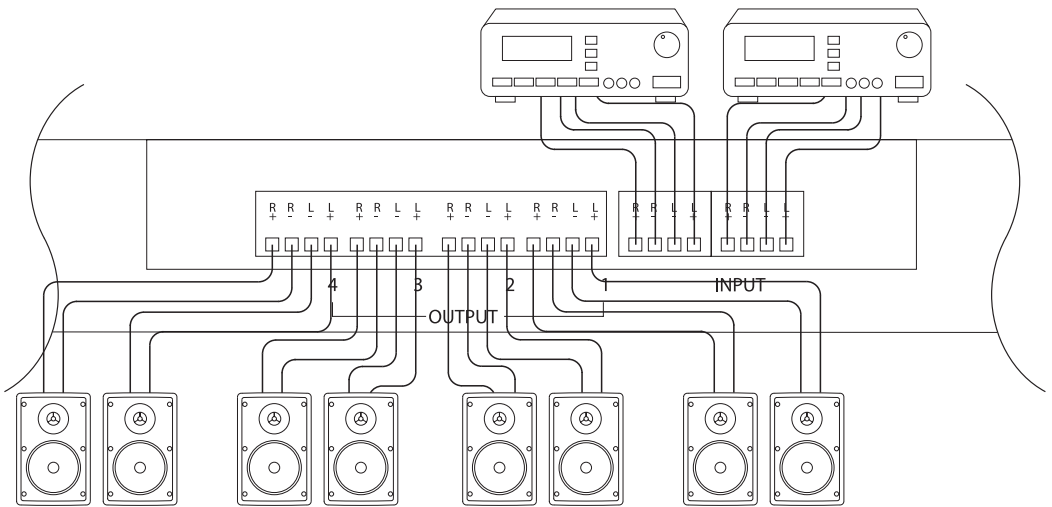 R R L L R R L L R R L L R R L L R R L L R R L L
+ - - + + - - + + - - + + - - + + - - + + - - +
4 3 2 1 INPUT
OUTPUT